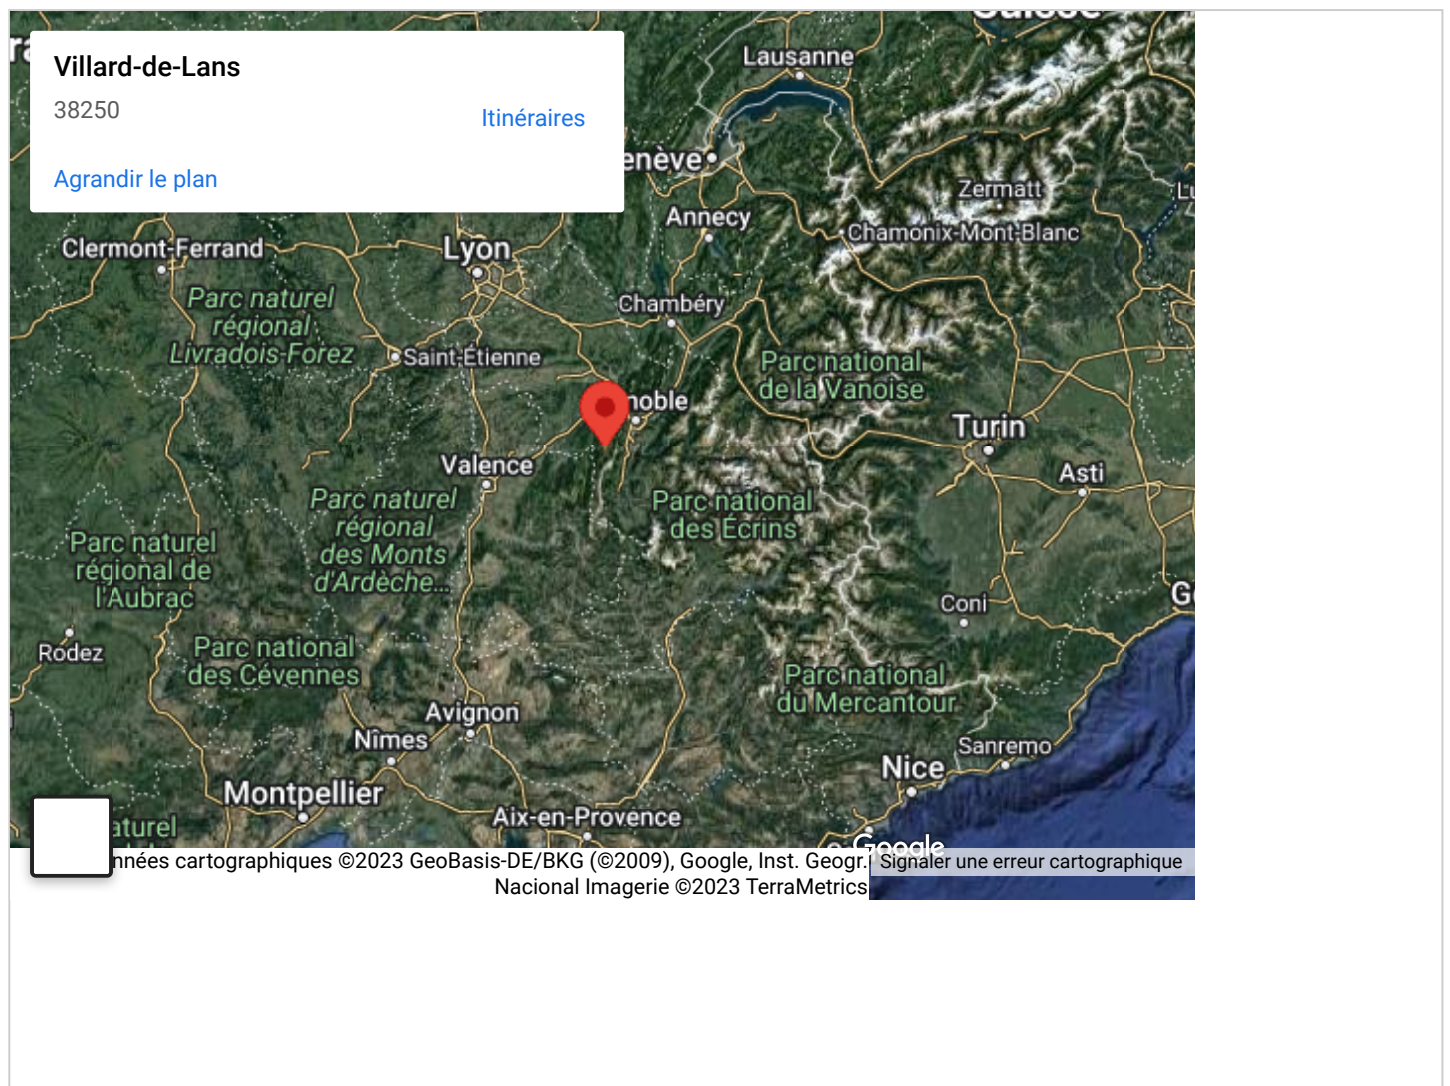 Villard-de-Lans
38250
Itinéraires
Agrandir le plan
Lausanne
enève
Zermatt
Annecy
Chamonix-Mont-Blanc
Clermont-Ferrand
Lyon
Parc naturel
régional
Livradois-Forez
Chambéry
Saint-Étienne
Parc national
de la Vanoise
noble
Turin
Valence
Asti
Parc naturel
régional
des Monts
d'Ardèche...
Parc national
des Écrins
Parc naturel
régional de
l'Aubrac
Coni
Rodez
Parc national
des Cévennes
Parc national
du Mercantour
Avignon
Nîmes
Sanremo
Nice
Montpellier
Aix-en-Provence
aturel
Google
nnées cartographiques ©2023 GeoBasis-DE/BKG (©2009), Google, Inst. Geogr.
Nacional Imagerie ©2023 TerraMetrics
Signaler une erreur cartographique